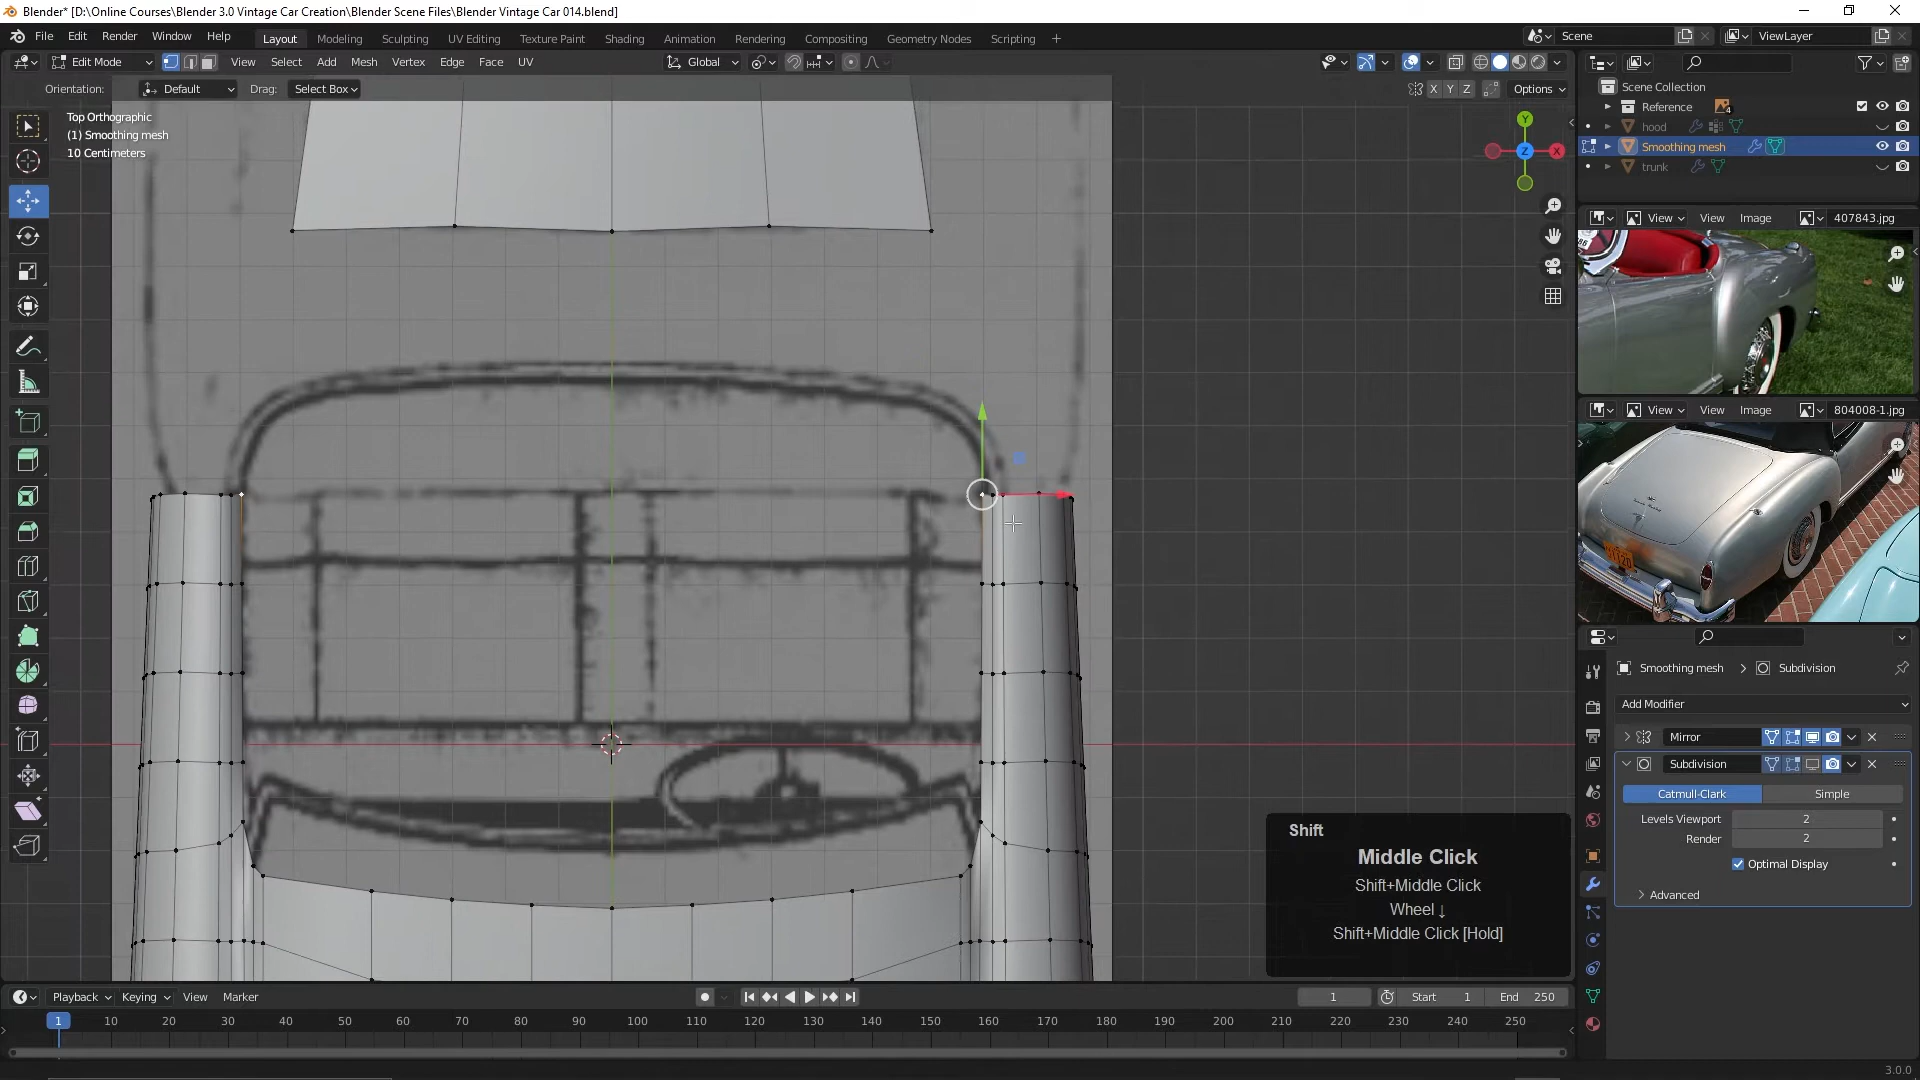 Blender* [D:\Online Courses\Blender 3.0 Vintage Car Creation\Blender Scene Files\Blender Vintage Car 014.blend]
File Edit Render Window Help Layout Modeling Sculpting UV Editing Texture Paint Shading Animation Rendering Compositing Geometry Nodes Scripting + Scene ViewLayer
Edit Mode View Select Add Mesh Vertex Edge Face UV Global
Orientation: Default Drag: Select Box X Y Z Options
Top Orthographic
(1) Smoothing mesh
10 Centimeters
Y
Z X
Scene Collection
Reference 4
hood
Smoothing mesh
trunk
View View Image 407843.jpg
View View Image 804008-1.jpg
Smoothing mesh > Subdivision
Add Modifier
Mirror
Subdivision
Catmull-Clark Simple
Levels Viewport 2
Render 2
Optimal Display
Advanced
Shift
Middle Click
Shift+Middle Click
Wheel ↓
Shift+Middle Click [Hold]
Playback Keying View Marker 1 Start 1 End 250
1 10 20 30 40 50 60 70 80 90 100 110 120 130 140 150 160 170 180 190 200 210 220 230 240 250
3.0.0